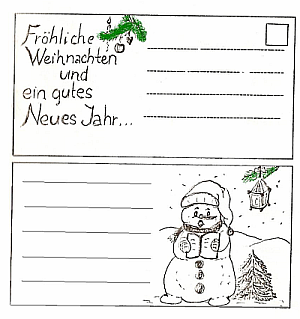 Fröhliche
Weihnachten
und
ein gutes
Neues Jahr...